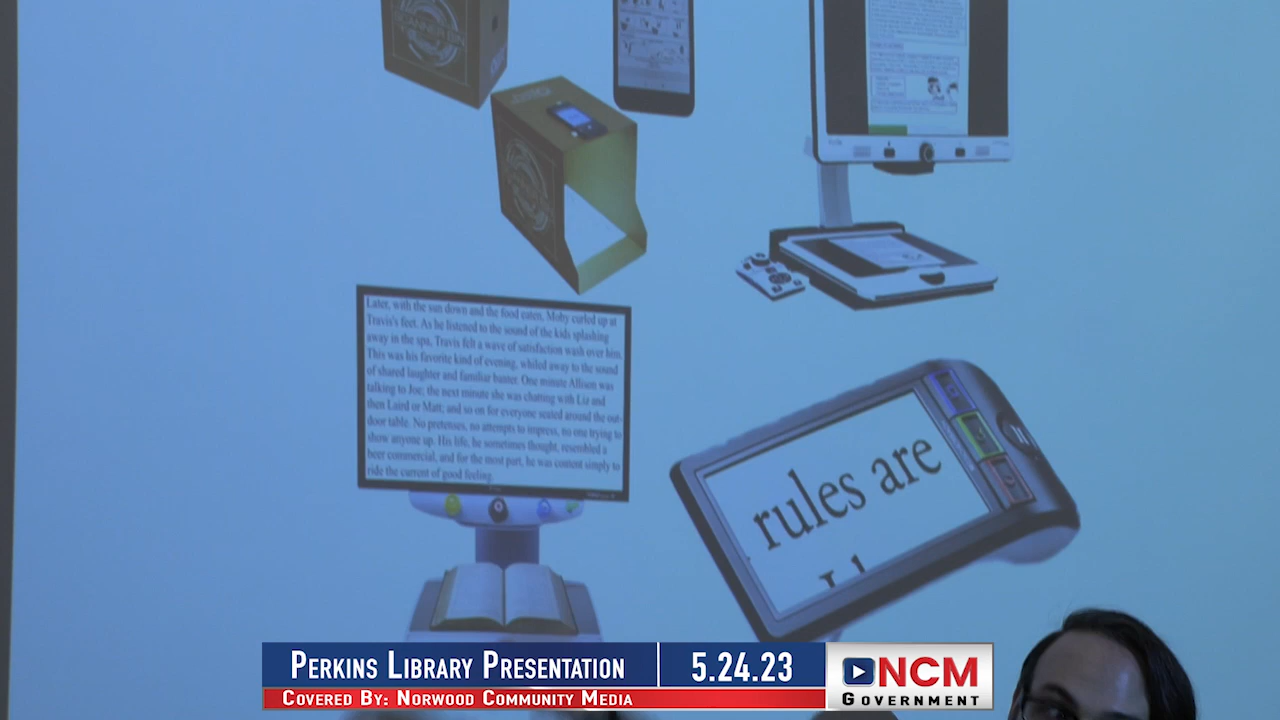 Later, with the sun down and the food eaten, Moby curled up at
Travis's feet. As he listened to the sound of the kids splashing
away in the spa, Travis felt a wave of satisfaction wash over him.
This was his favorite kind of evening, whiled away to the sound
of shared laughter and familiar banter. One minute Allison was
talking to Joe; the next minute she was chatting with Liz and
then Laird or Matt; and so on for everyone seated around the out-
door table. No pretenses, no attempts to impress, no one trying to
show anyone up. His life, he sometimes thought, resembled a
beer commercial, and for the most part, he was content simply to
ride the current of good feeling.
rules are
Perkins Library Presentation
5.24.23
NCM
Government
Covered By: Norwood Community Media